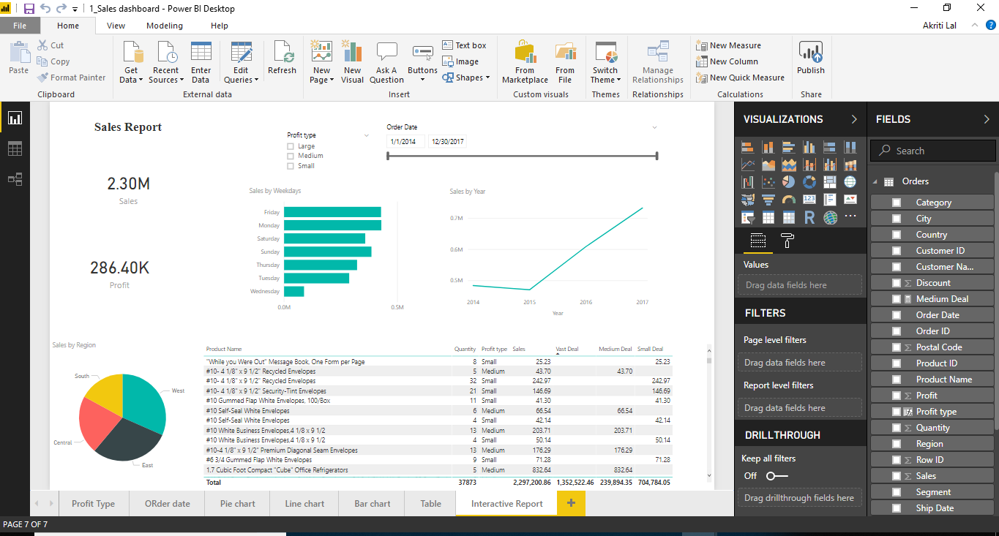 1_Sales dashboard - Power BI Desktop
File Home View Modeling Help Akriti Lal ?
Paste
Cut
Copy
Format Painter
Clipboard
Get Data
Recent Sources
Enter Data
Edit Queries
Refresh
External data
New Page
New Visual
Ask A Question
Buttons
Text box
Image
Shapes
Insert
From Marketplace
From File
Custom visuals
Switch Theme
Themes
Manage Relationships
Relationships
New Measure
New Column
New Quick Measure
Calculations
Publish
Share
Sales Report
2.30M
Sales
286.40K
Profit
Profit type
Large
Medium
Small
Order Date
1/1/2014 12/30/2017
Sales by Weekdays
Friday
Monday
Saturday
Sunday
Thursday
Tuesday
Wednesday
0.0M 0.5M
Sales by Year
0.7M
0.6M
0.5M
2014 2015 2016 2017
Year
Sales by Region
South
West
Central
East
Product Name Quantity Profit type Sales Vast Deal Medium Deal Small Deal
"While you Were Out" Message Book, One Form per Page 8 Small 25.23 25.23
#10- 4 1/8" x 9 1/2" Recycled Envelopes 5 Medium 43.70 43.70
#10- 4 1/8" x 9 1/2" Recycled Envelopes 32 Small 242.97 242.97
#10- 4 1/8" x 9 1/2" Security-Tint Envelopes 21 Small 146.69 146.69
#10 Gummed Flap White Envelopes, 100/Box 11 Small 41.30 41.30
#10 Self-Seal White Envelopes 6 Medium 66.54 66.54
#10 Self-Seal White Envelopes 4 Small 42.14 42.14
#10 White Business Envelopes,4 1/8 x 9 1/2 13 Medium 203.71 203.71
#10 White Business Envelopes,4 1/8 x 9 1/2 4 Small 50.14 50.14
#10-4 1/8" x 9 1/2" Premium Diagonal Seam Envelopes 13 Medium 176.29 176.29
#6 3/4 Gummed Flap White Envelopes 9 Small 71.28 71.28
1.7 Cubic Foot Compact "Cube" Office Refrigerators 5 Medium 832.64 832.64
Total 37873 2,297,200.86 1,352,522.46 239,894.35 704,784.05
VISUALIZATIONS
123
R
...
Values
Drag data fields here
FILTERS
Page level filters
Drag data fields here
Report level filters
Drag data fields here
DRILLTHROUGH
Keep all filters
Off
Drag drillthrough fields here
FIELDS
Search
Orders
Category
City
Country
Customer ID
Customer Na...
Σ Discount
Medium Deal
Order Date
Order ID
Σ Postal Code
Product ID
Product Name
Σ Profit
Profit type
Σ Quantity
Region
Σ Row ID
Σ Sales
Segment
Ship Date
Profit Type ORder date Pie chart Line chart Bar chart Table Interactive Report +
PAGE 7 OF 7